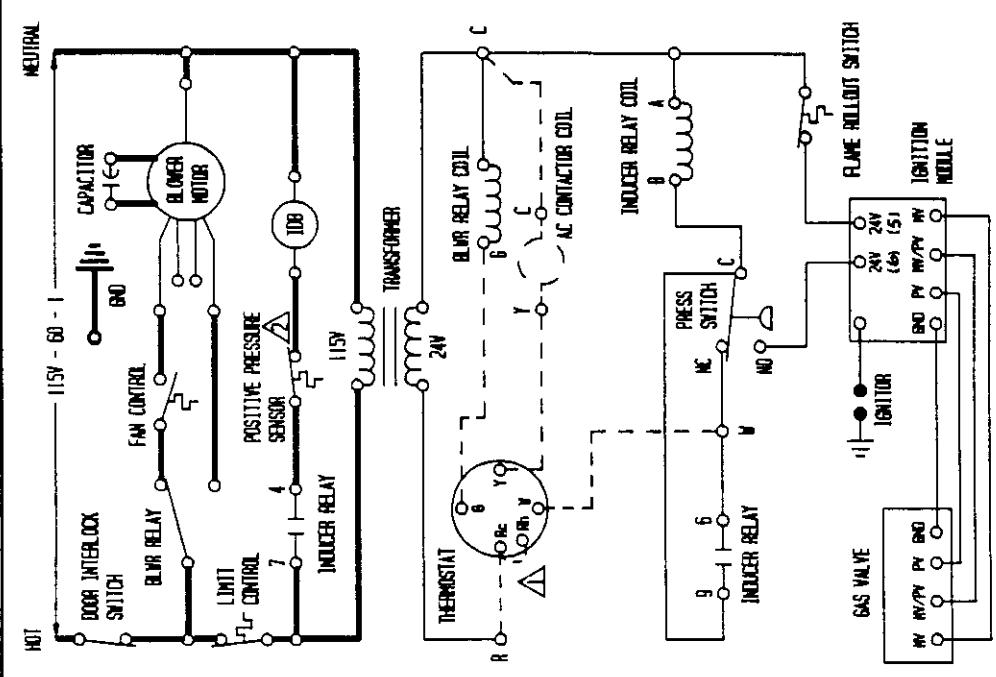 HOT
115V - 60 - 1
NEUTRAL
DOOR INTERLOCK
SWITCH
GND
CAPACITOR
BLOWER
MOTOR
FAN CONTROL
BLWR RELAY
LIMIT
CONTROL
POSITIVE PRESSURE
SENSOR
2
IDB
7
4
INDUCER RELAY
115V
TRANSFORMER
24V
THERMOSTAT
R
Rc
Rh
G
Y
W
1
BLWR RELAY COIL
G
C
Y
C
AC CONTACTOR COIL
INDUCER RELAY COIL
B
A
PRESS
SWITCH
C
NC
NO
W
9
6
INDUCER RELAY
FLAME ROLLOUT SWITCH
IGNITION
MODULE
24V
(6)
24V
(5)
GND
PV
MV/PV
MV
IGNITOR
GAS VALVE
MV
MV/PV
PV
GND